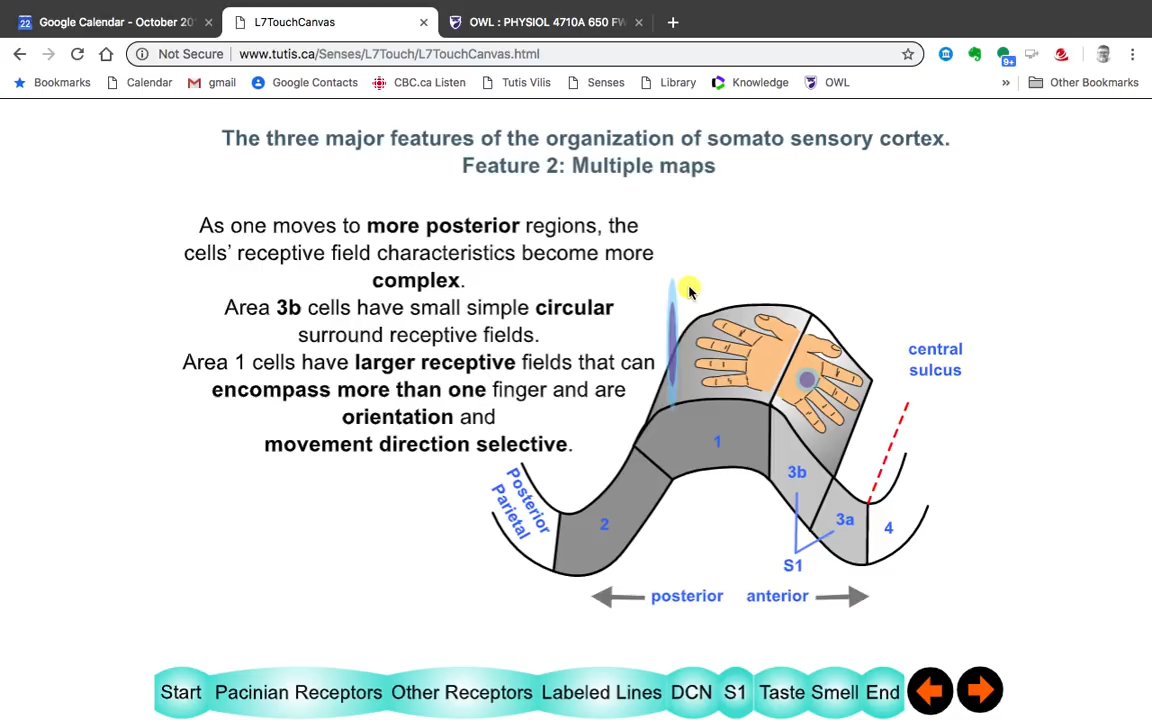 22 Google Calendar - October 20
L7TouchCanvas
OWL : PHYSIOL 4710A 650 FW
Not Secure
www.tutis.ca/Senses/L7Touch/L7TouchCanvas.html
9+
Bookmarks
Calendar
gmail
Google Contacts
CBC.ca Listen
Tutis Vilis
Senses
Library
Knowledge
OWL
»
Other Bookmarks
The three major features of the organization of somato sensory cortex.
Feature 2: Multiple maps
As one moves to more posterior regions, the
cells' receptive field characteristics become more
complex.
Area 3b cells have small simple circular
surround receptive fields.
Area 1 cells have larger receptive fields that can
encompass more than one finger and are
orientation and
movement direction selective.
central
sulcus
1
3b
3a
4
2
Posterior
Parietal
S1
posterior
anterior
Start
Pacinian Receptors
Other Receptors
Labeled Lines
DCN
S1
Taste
Smell
End